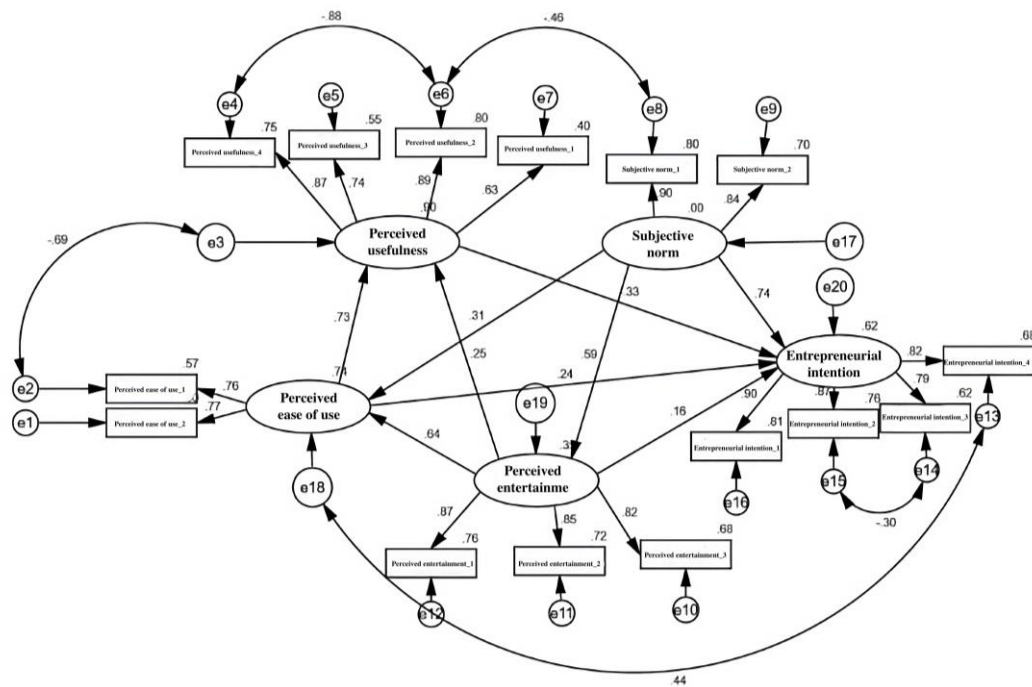 -.88
-.46
e4
e5
e6
e7
e8
e9
.75
.55
.80
.40
.80
.70
Perceived usefulness_4
Perceived usefulness_3
Perceived usefulness_2
Perceived usefulness_1
Subjective norm_1
Subjective norm_2
.87
.74
.89
.63
.90
.84
.90
.00
-.69
e3
Perceived
usefulness
Subjective
norm
e17
e20
.73
.31
.25
.33
.59
.74
.62
.68
e2
e1
.57
Perceived ease of use_1
Perceived ease of use_2
.76
.77
.74
Perceived
ease of use
.24
Entrepreneurial
intention
.82
Entrepreneurial intention_4
.79
.62
.90
.87
.76
Entrepreneurial intention_3
e13
e19
.16
.81
Entrepreneurial intention_2
Entrepreneurial intention_1
.64
Perceived
entertainme
e18
e16
e15
e14
-.30
.87
.85
.82
.76
.72
.68
Perceived entertainment_1
Perceived entertainment_2
Perceived entertainment_3
e12
e11
e10
.44